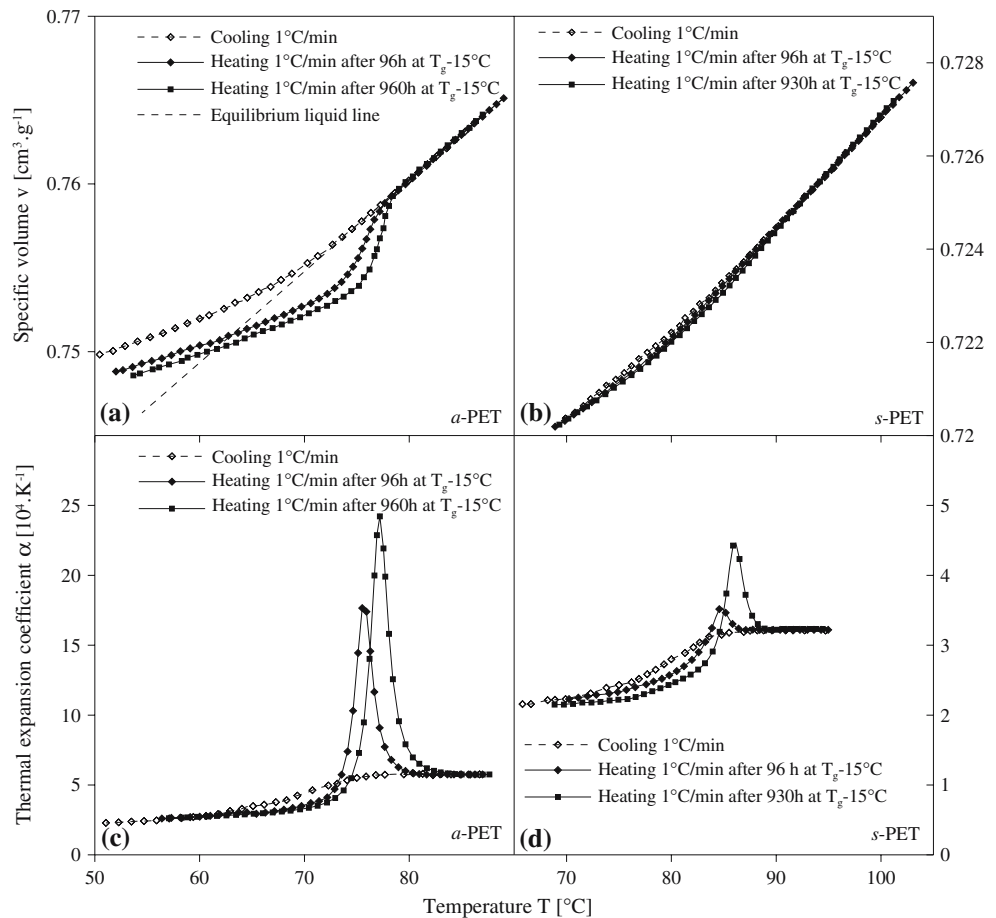 0.77
Cooling 1°C/min
Heating 1°C/min after 96h at Tg-15°C
Heating 1°C/min after 960h at Tg-15°C
Equilibrium liquid line
0.76
0.75
Specific volume v [cm³.g⁻¹]
(a)
a-PET
Cooling 1°C/min
Heating 1°C/min after 96h at Tg-15°C
Heating 1°C/min after 930h at Tg-15°C
0.728
0.726
0.724
0.722
0.72
(b)
s-PET
Cooling 1°C/min
Heating 1°C/min after 96h at Tg-15°C
Heating 1°C/min after 960h at Tg-15°C
25
20
15
10
5
0
Thermal expansion coefficient α [10⁴.K⁻¹]
(c)
a-PET
50
60
70
80
5
4
3
2
1
0
Cooling 1°C/min
Heating 1°C/min after 96 h at Tg-15°C
Heating 1°C/min after 930h at Tg-15°C
(d)
s-PET
70
80
90
100
Temperature T [°C]